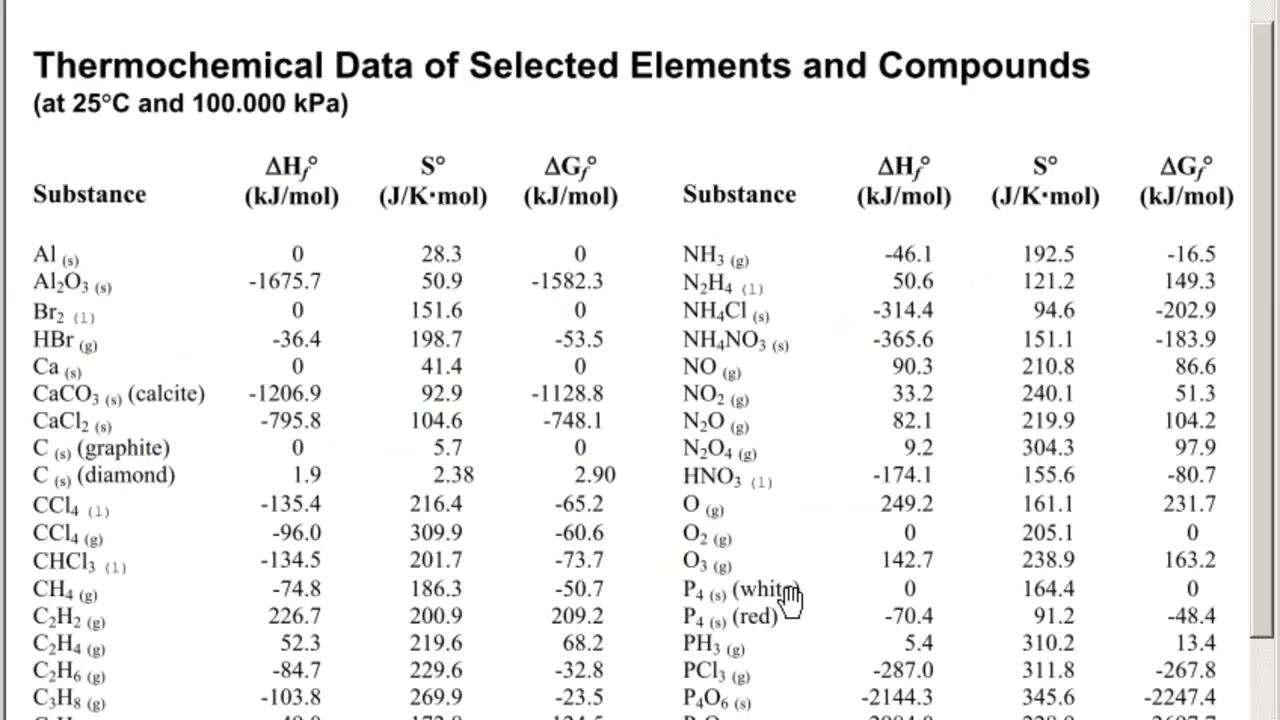 Thermochemical Data of Selected Elements and Compounds
(at 25°C and 100.000 kPa)
Substance ΔHf° (kJ/mol) S° (J/K•mol) ΔGf° (kJ/mol) Substance ΔHf° (kJ/mol) S° (J/K•mol) ΔGf° (kJ/mol)
Al (s) 0 28.3 0 NH3 (g) -46.1 192.5 -16.5
Al2O3 (s) -1675.7 50.9 -1582.3 N2H4 (l) 50.6 121.2 149.3
Br2 (l) 0 151.6 0 NH4Cl (s) -314.4 94.6 -202.9
HBr (g) -36.4 198.7 -53.5 NH4NO3 (s) -365.6 151.1 -183.9
Ca (s) 0 41.4 0 NO (g) 90.3 210.8 86.6
CaCO3 (s) (calcite) -1206.9 92.9 -1128.8 NO2 (g) 33.2 240.1 51.3
CaCl2 (s) -795.8 104.6 -748.1 N2O (g) 82.1 219.9 104.2
C (s) (graphite) 0 5.7 0 N2O4 (g) 9.2 304.3 97.9
C (s) (diamond) 1.9 2.38 2.90 HNO3 (l) -174.1 155.6 -80.7
CCl4 (l) -135.4 216.4 -65.2 O (g) 249.2 161.1 231.7
CCl4 (g) -96.0 309.9 -60.6 O2 (g) 0 205.1 0
CHCl3 (l) -134.5 201.7 -73.7 O3 (g) 142.7 238.9 163.2
CH4 (g) -74.8 186.3 -50.7 P4 (s) (white) 0 164.4 0
C2H2 (g) 226.7 200.9 209.2 P4 (s) (red) -70.4 91.2 -48.4
C2H4 (g) 52.3 219.6 68.2 PH3 (g) 5.4 310.2 13.4
C2H6 (g) -84.7 229.6 -32.8 PCl3 (g) -287.0 311.8 -267.8
C3H8 (g) -103.8 269.9 -23.5 P4O6 (s) -2144.3 345.6 -2247.4